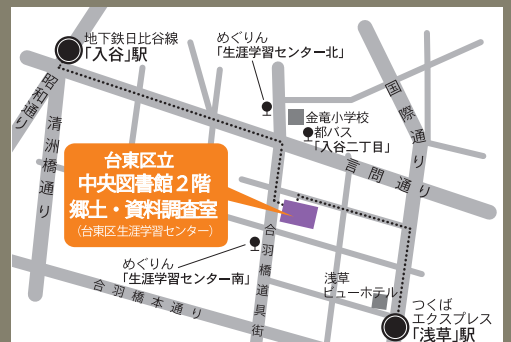 地下鉄日比谷線
「入谷」駅
めぐりん
「生涯学習センター北」
昭和通り
清洲橋通り
国際通り
金竜小学校
都バス
「入谷二丁目」
言問通り
台東区立
中央図書館2階
郷土・資料調査室
(台東区生涯学習センター)
めぐりん
「生涯学習センター南」
合羽橋道具街
合羽橋本通り
浅草
ビューホテル
つくば
エクスプレス
「浅草」駅